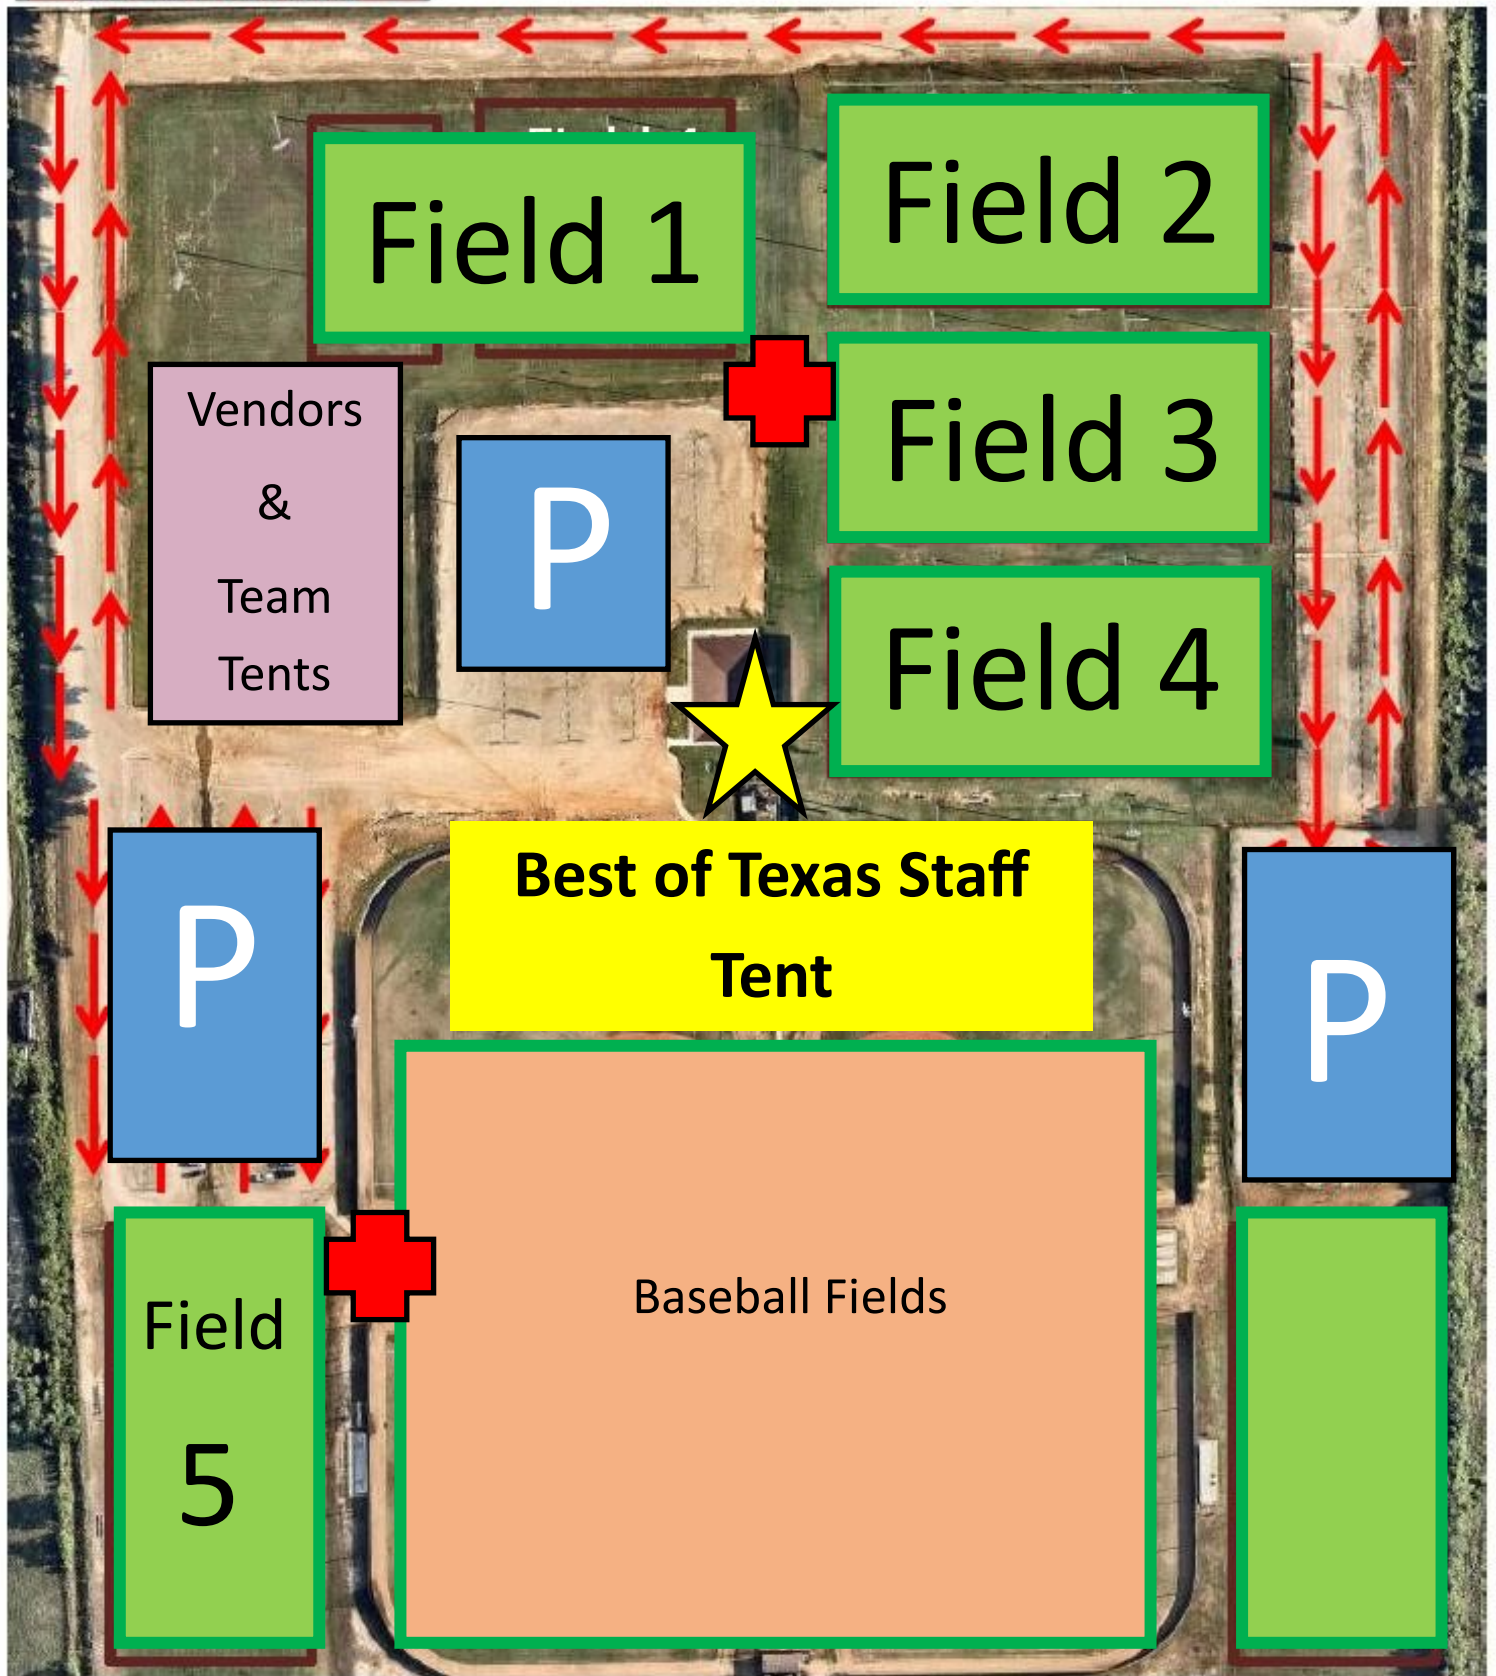 Field 1
Field 2
Field 3
Field 4
Vendors
&
Team
Tents
P
Best of Texas Staff
Tent
P
P
Baseball Fields
Field
5